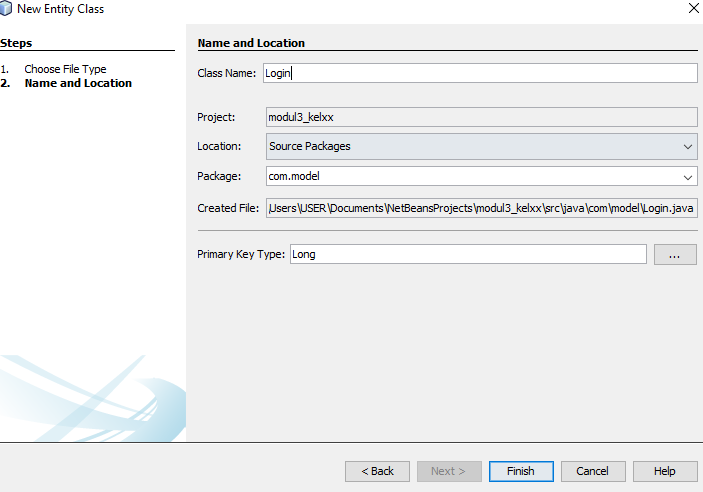 New Entity Class
Steps
1. Choose File Type
2. Name and Location
Name and Location
Class Name: Login
Project: modul3_kelxx
Location: Source Packages
Package: com.model
Created File: Users\USER\Documents\NetBeansProjects\modul3_kelxx\src\java\com\model\Login.java
Primary Key Type: Long ...
< Back Next > Finish Cancel Help